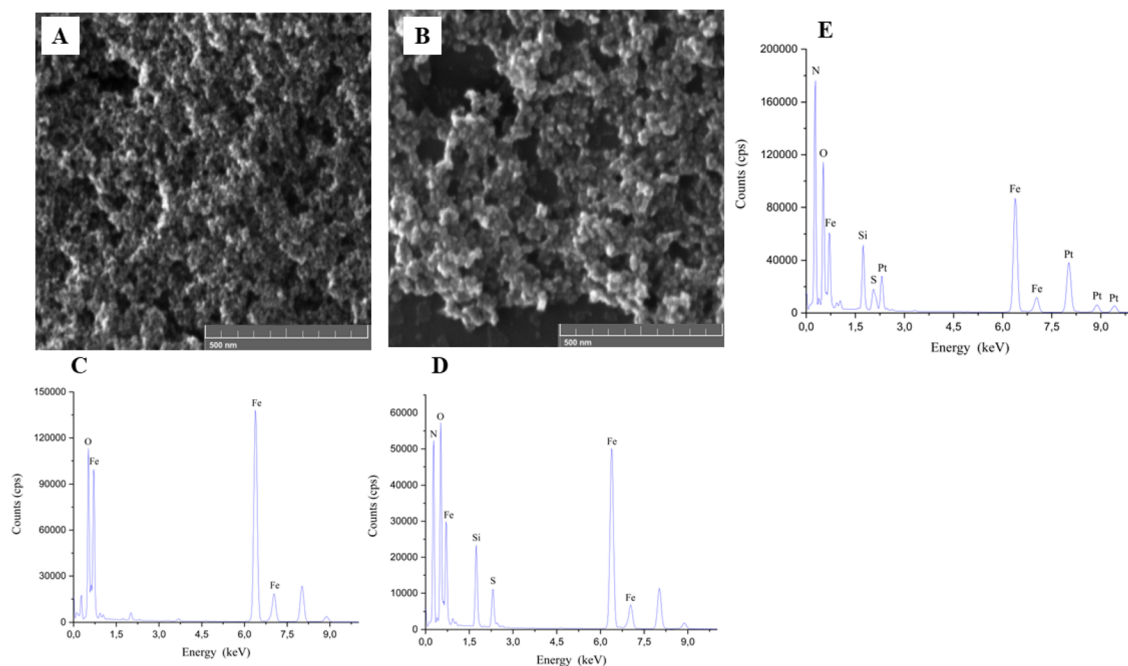 A
500 nm
B
500 nm
E
200000
160000
120000
80000
40000
0
Counts (cps)
N
O
Fe
Si
S
Pt
Fe
Fe
Pt
Pt
Pt
0,0 1,5 3,0 4,5 6,0 7,5 9,0
Energy (keV)
C
150000
120000
90000
60000
30000
0
Counts (cps)
O
Fe
Fe
Fe
0,0 1,5 3,0 4,5 6,0 7,5 9,0
Energy (keV)
D
60000
50000
40000
30000
20000
10000
0
Counts (cps)
N
O
Fe
Si
S
Fe
Fe
0,0 1,5 3,0 4,5 6,0 7,5 9,0
Energy (keV)